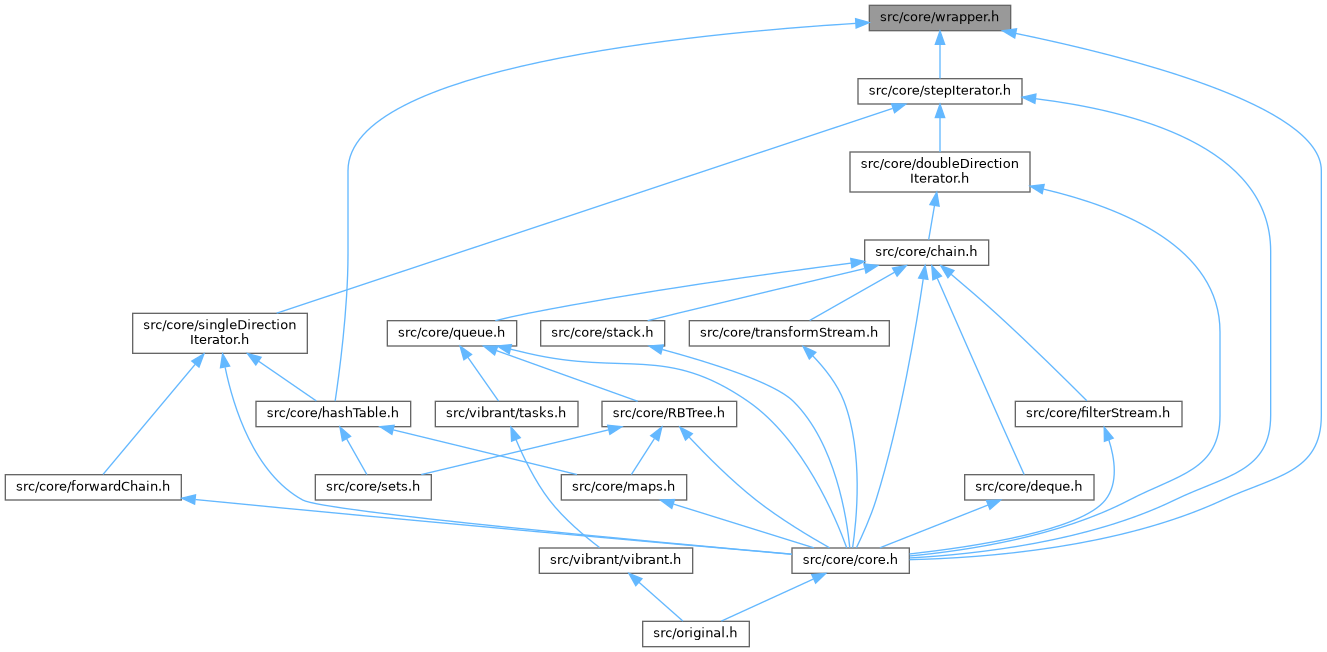 src/core/wrapper.h
src/core/stepIterator.h
src/core/doubleDirection
Iterator.h
src/core/chain.h
src/core/singleDirection
Iterator.h
src/core/queue.h
src/core/stack.h
src/core/transformStream.h
src/core/hashTable.h
src/vibrant/tasks.h
src/core/RBTree.h
src/core/filterStream.h
src/core/forwardChain.h
src/core/sets.h
src/core/maps.h
src/core/deque.h
src/vibrant/vibrant.h
src/core/core.h
src/original.h